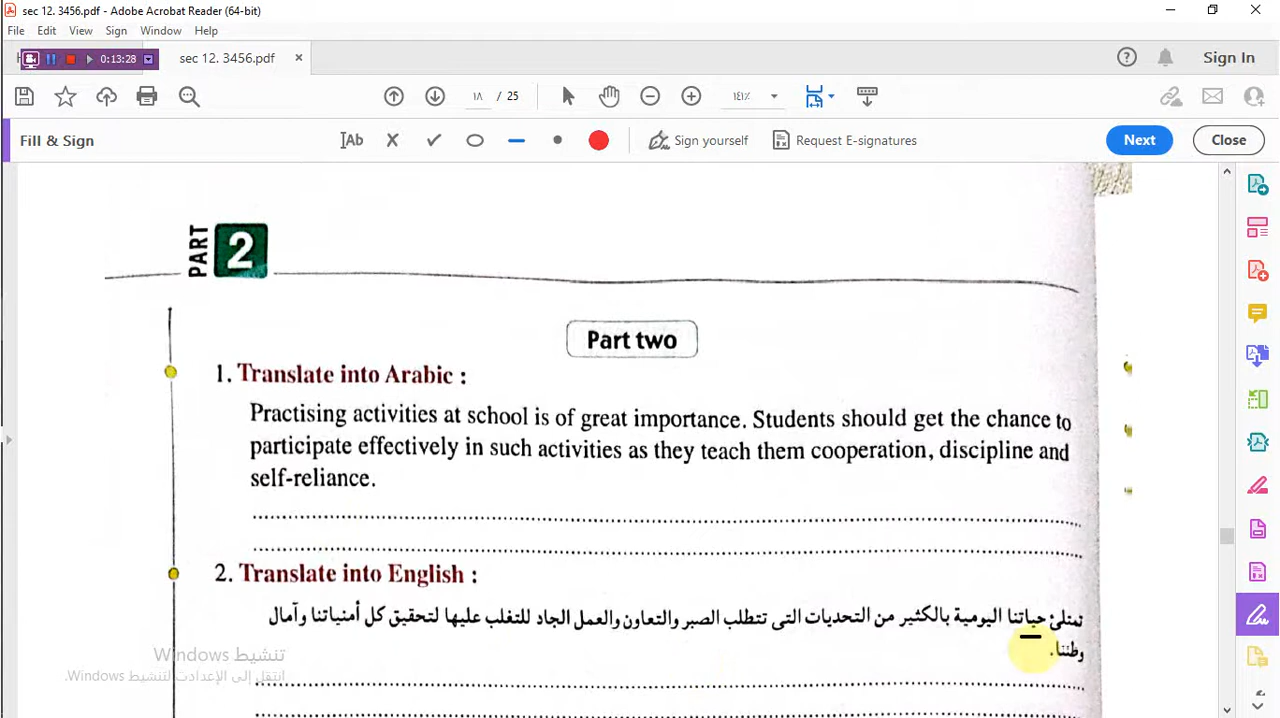 sec 12. 3456.pdf - Adobe Acrobat Reader (64-bit)
File Edit View Sign Window Help
0:13:28 sec 12. 3456.pdf × Sign In
١٨ / 25 ١٤١٪
Fill & Sign Ab Sign yourself Request E-signatures Next Close
PART 2
Part two
1. Translate into Arabic :
Practising activities at school is of great importance. Students should get the chance to
participate effectively in such activities as they teach them cooperation, discipline and
self-reliance.
2. Translate into English :
تمتلئ حياتنا اليومية بالكثير من التحديات التى تتطلب الصبر والتعاون والعمل الجاد للتغلب عليها لتحقيق كل أمنياتنا وآمال
وطننا.
تنشيط Windows
انتقل إلى الإعدادت لتنشيط Windows.